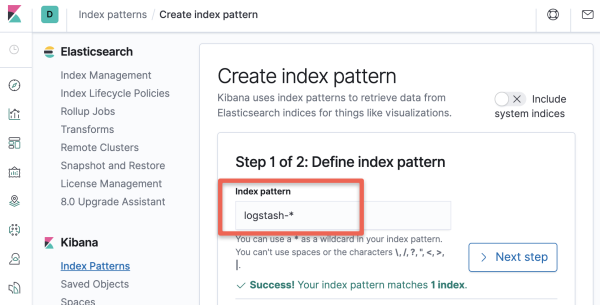 D Index patterns / Create index pattern
Elasticsearch
Index Management
Index Lifecycle Policies
Rollup Jobs
Transforms
Remote Clusters
Snapshot and Restore
License Management
8.0 Upgrade Assistant
Kibana
Index Patterns
Saved Objects
Spaces
Create index pattern
Kibana uses index patterns to retrieve data from
Elasticsearch indices for things like visualizations.
Include
system indices
Step 1 of 2: Define index pattern
Index pattern
logstash-*
You can use a * as a wildcard in your index pattern.
You can't use spaces or the characters \, /, ?, ", <, >,
|.
Next step
Success! Your index pattern matches 1 index.